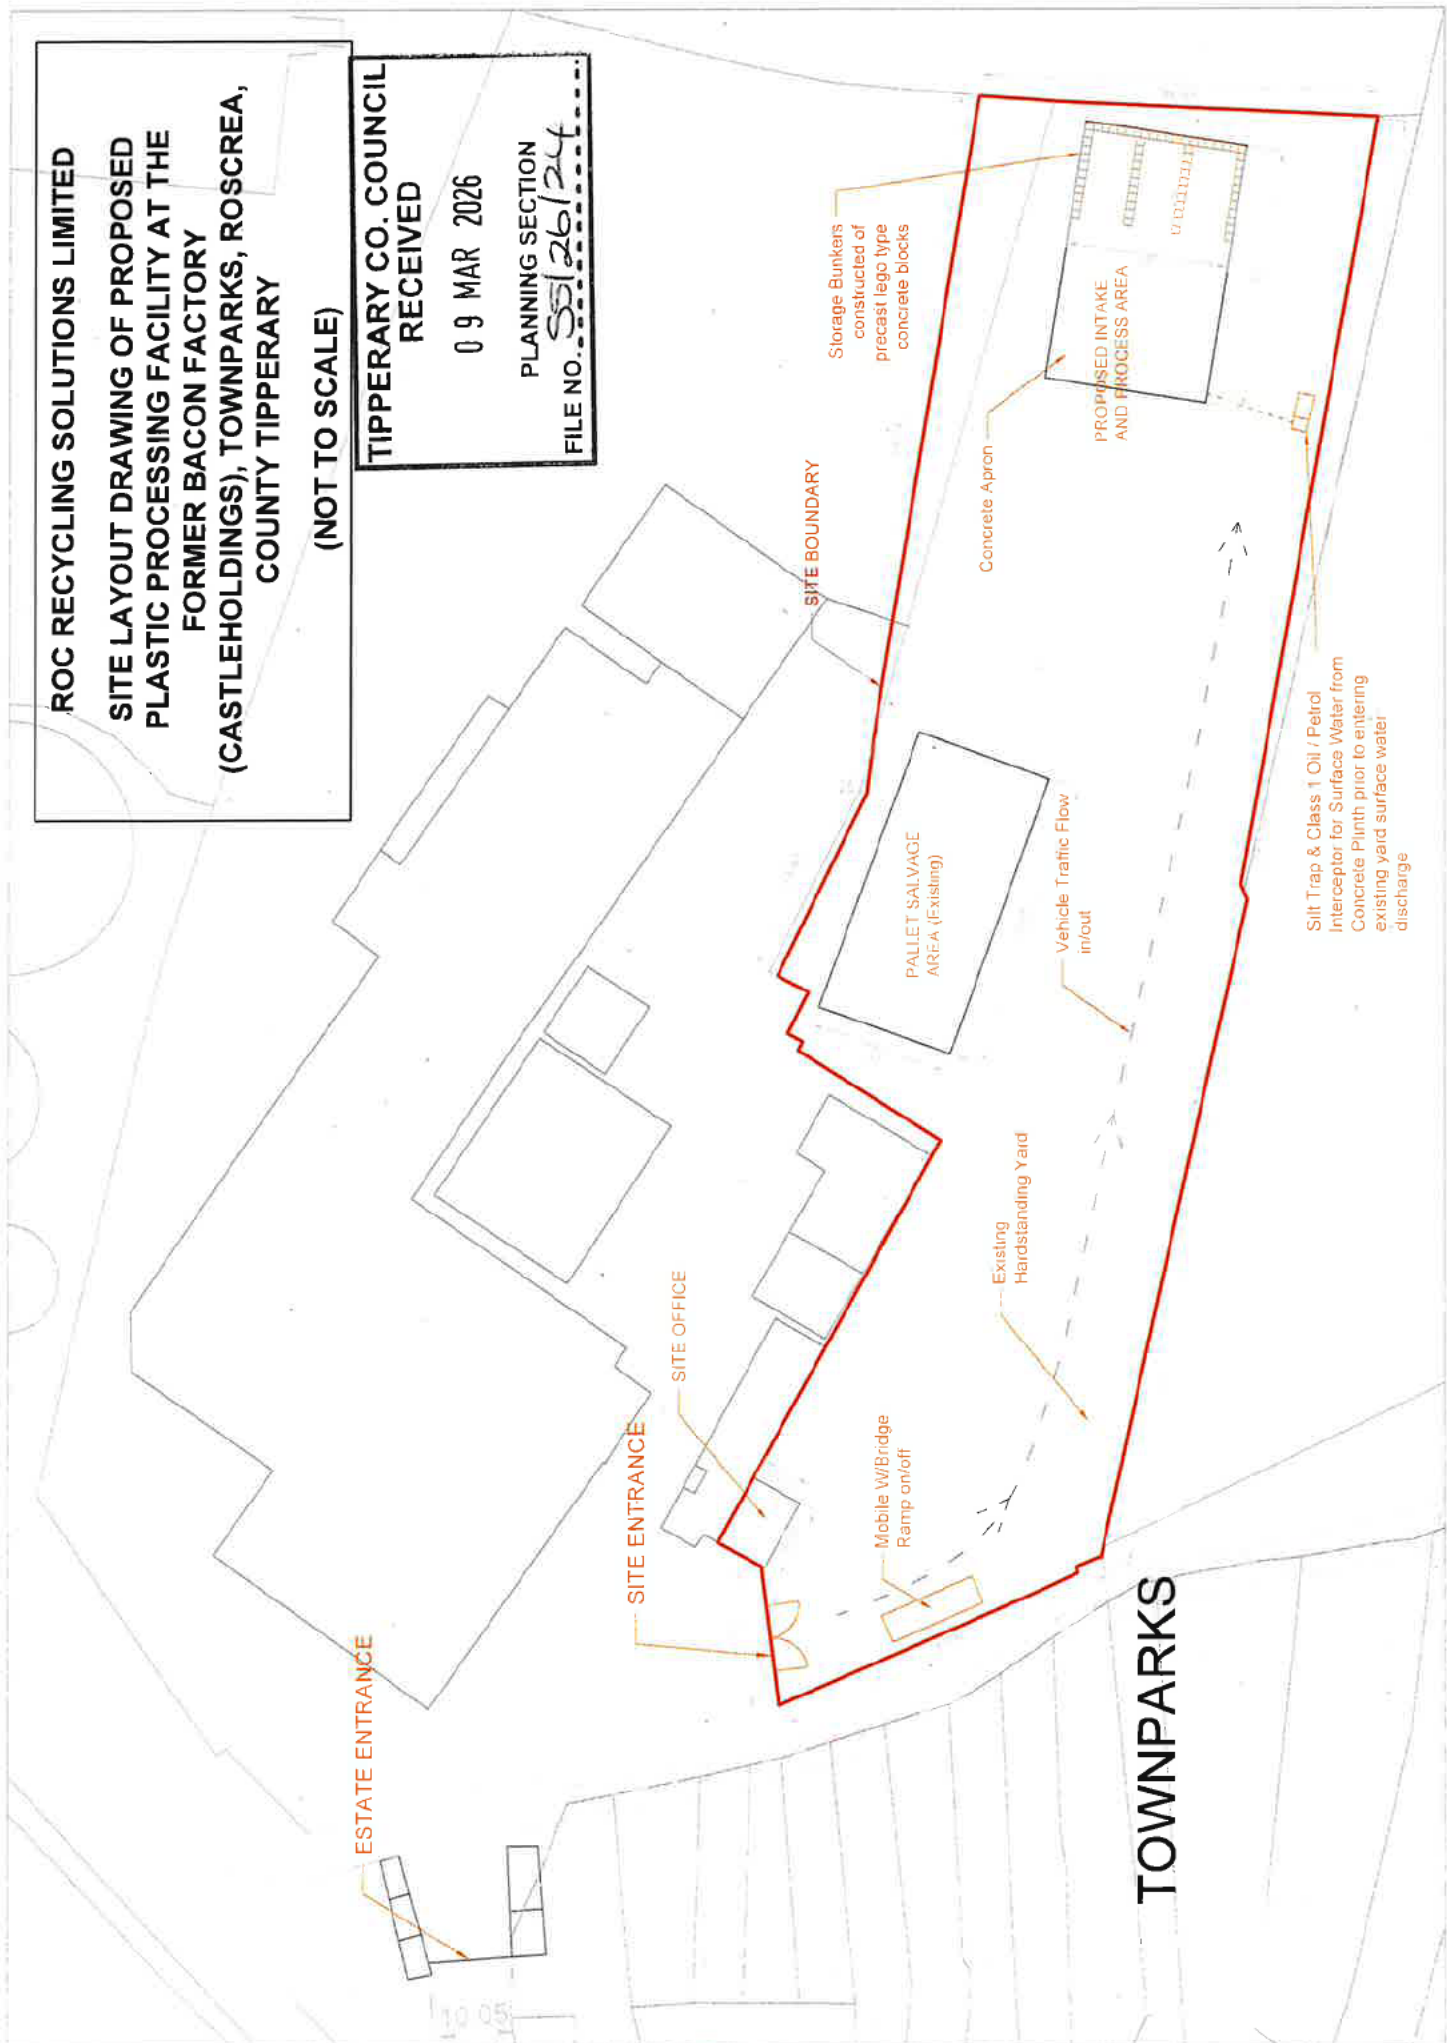 ROC RECYCLING SOLUTIONS LIMITED
SITE LAYOUT DRAWING OF PROPOSED
PLASTIC PROCESSING FACILITY AT THE
FORMER BACON FACTORY
(CASTLEHOLDINGS), TOWNPARKS, ROSCREA,
COUNTY TIPPERARY
(NOT TO SCALE)
TIPPERARY CO. COUNCIL
RECEIVED
09 MAR 2026
PLANNING SECTION
FILE NO. S5/26/24
ESTATE ENTRANCE
SITE ENTRANCE
SITE OFFICE
SITE BOUNDARY
Storage Bunkers
constructed of
precast lego type
concrete blocks
Concrete Apron
PROPOSED INTAKE
AND PROCESS AREA
PALLET SALVAGE
AREA (Existing)
Vehicle Traffic Flow
in/out
Existing
Hardstanding Yard
Mobile W/Bridge
Ramp on/off
Silt Trap & Class 1 Oil / Petrol
Interceptor for Surface Water from
Concrete Plinth prior to entering
existing yard surface water
discharge
TOWNPARKS
10.05